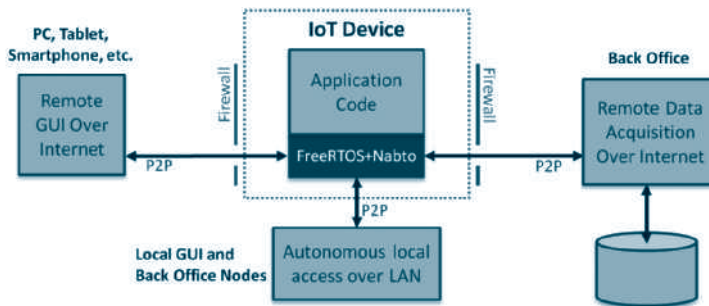 IoT Device
PC, Tablet,
Smartphone, etc.
Remote
GUI Over
Internet
P2P
Firewall
Application
Code
FreeRTOS+Nabto
Firewall
P2P
Back Office
Remote Data
Acquisition
Over Internet
P2P
Local GUI and
Back Office Nodes
Autonomous local
access over LAN